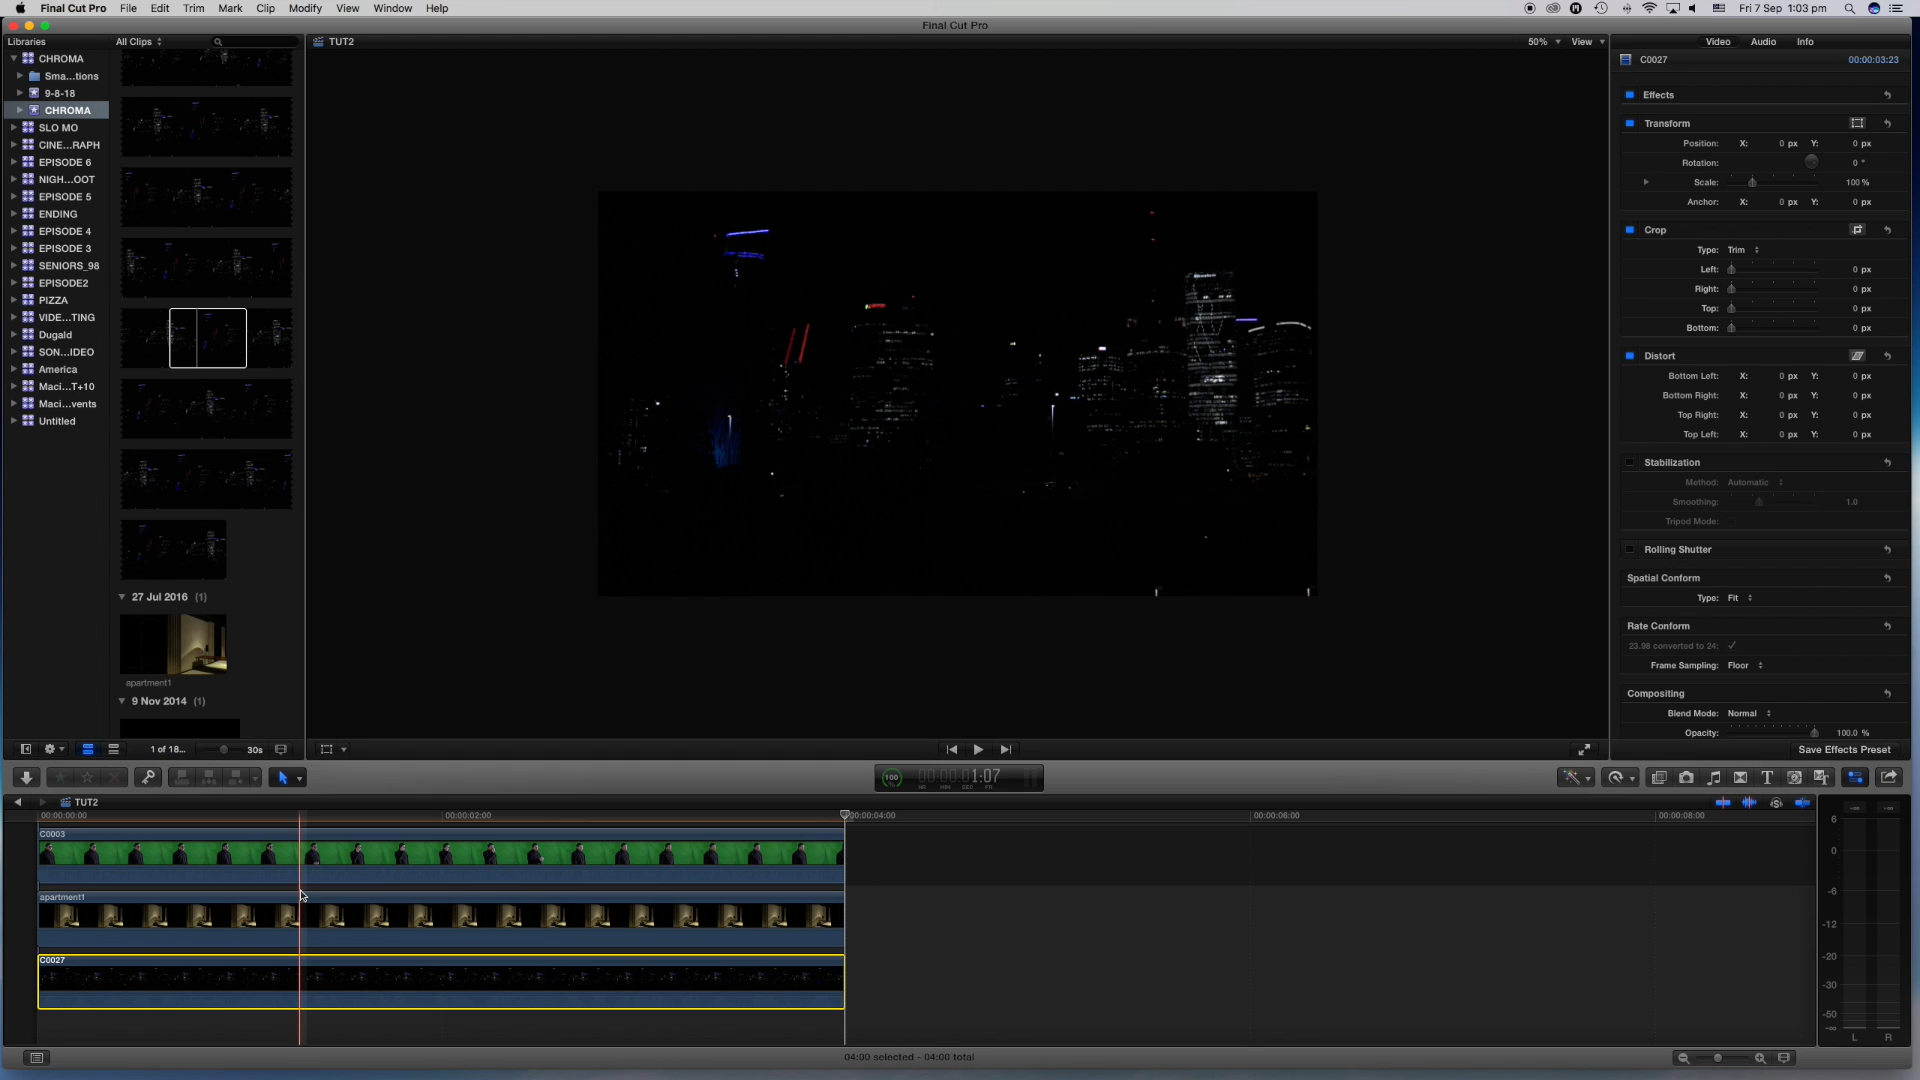 Final Cut Pro File Edit Trim Mark Clip Modify View Window Help Fri 7 Sep 1:03 pm
Final Cut Pro
Libraries All Clips TUT2 50% View Video Audio Info
CHROMA
Sma...tions
9-8-18
CHROMA
SLO MO
CINE...RAPH
EPISODE 6
NIGH...OOT
EPISODE 5
ENDING
EPISODE 4
EPISODE 3
SENIORS_98
EPISODE2
PIZZA
VIDE...TING
Dugald
SON...IDEO
America
Maci...T+10
Maci...vents
Untitled
27 Jul 2016 (1)
apartment1
9 Nov 2014 (1)
1 of 18... 30s
C0027 00:00:03:23
Effects
Transform
Position: X: 0 px Y: 0 px
Rotation: 0 °
Scale: 100 %
Anchor: X: 0 px Y: 0 px
Crop
Type: Trim
Left: 0 px
Right: 0 px
Top: 0 px
Bottom: 0 px
Distort
Bottom Left: X: 0 px Y: 0 px
Bottom Right: X: 0 px Y: 0 px
Top Right: X: 0 px Y: 0 px
Top Left: X: 0 px Y: 0 px
Stabilization
Method: Automatic
Smoothing: 1.0
Tripod Mode:
Rolling Shutter
Spatial Conform
Type: Fit
Rate Conform
23.98 converted to 24:
Frame Sampling: Floor
Compositing
Blend Mode: Normal
Opacity: 100.0 %
Save Effects Preset
100 00:00:01:07
HR MIN SEC FR
TUT2
00:00:00:00 00:00:02:00 00:00:04:00 00:00:06:00 00:00:08:00
C0003
apartment1
C0027
6
0
-6
-12
-20
-30
-50
-∞
L R
04:00 selected - 04:00 total